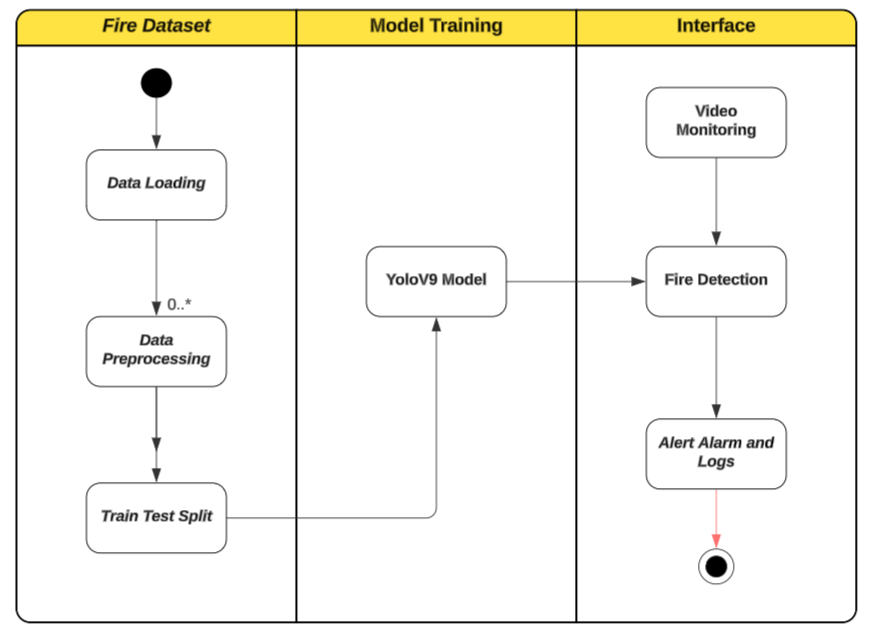 Fire Dataset
Model Training
Interface
Data Loading
0..*
Data
Preprocessing
Train Test Split
YoloV9 Model
Video
Monitoring
Fire Detection
Alert Alarm and
Logs